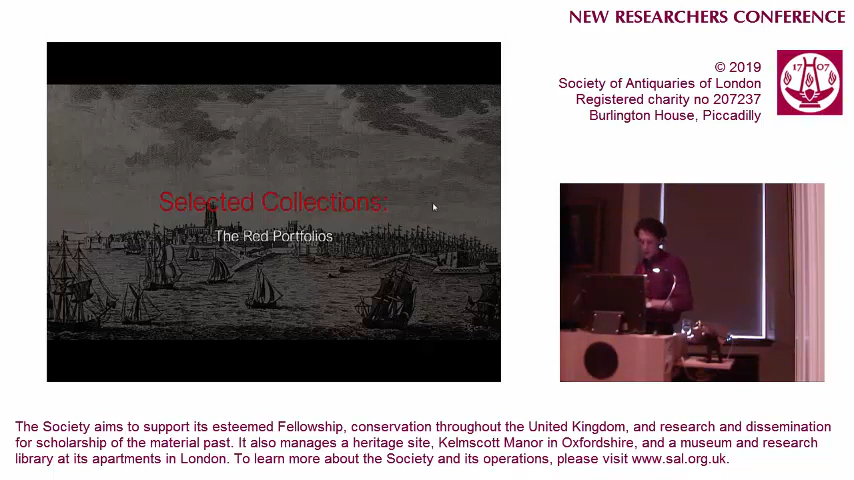 NEW RESEARCHERS CONFERENCE
© 2019
Society of Antiquaries of London
Registered charity no 207237
Burlington House, Piccadilly
17 07
Selected Collections:
The Red Portfolios
The Society aims to support its esteemed Fellowship, conservation throughout the United Kingdom, and research and dissemination
for scholarship of the material past. It also manages a heritage site, Kelmscott Manor in Oxfordshire, and a museum and research
library at its apartments in London. To learn more about the Society and its operations, please visit www.sal.org.uk.